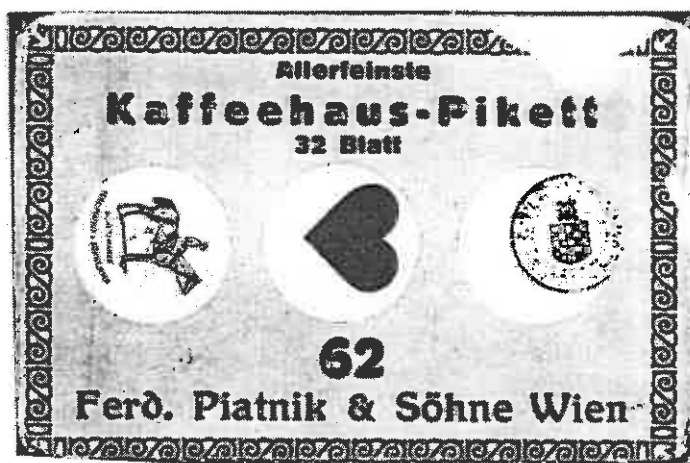 Allerfeinste
Kaffeehaus-Pikett
32 Blatt
62
Ferd. Piatnik & Söhne Wien